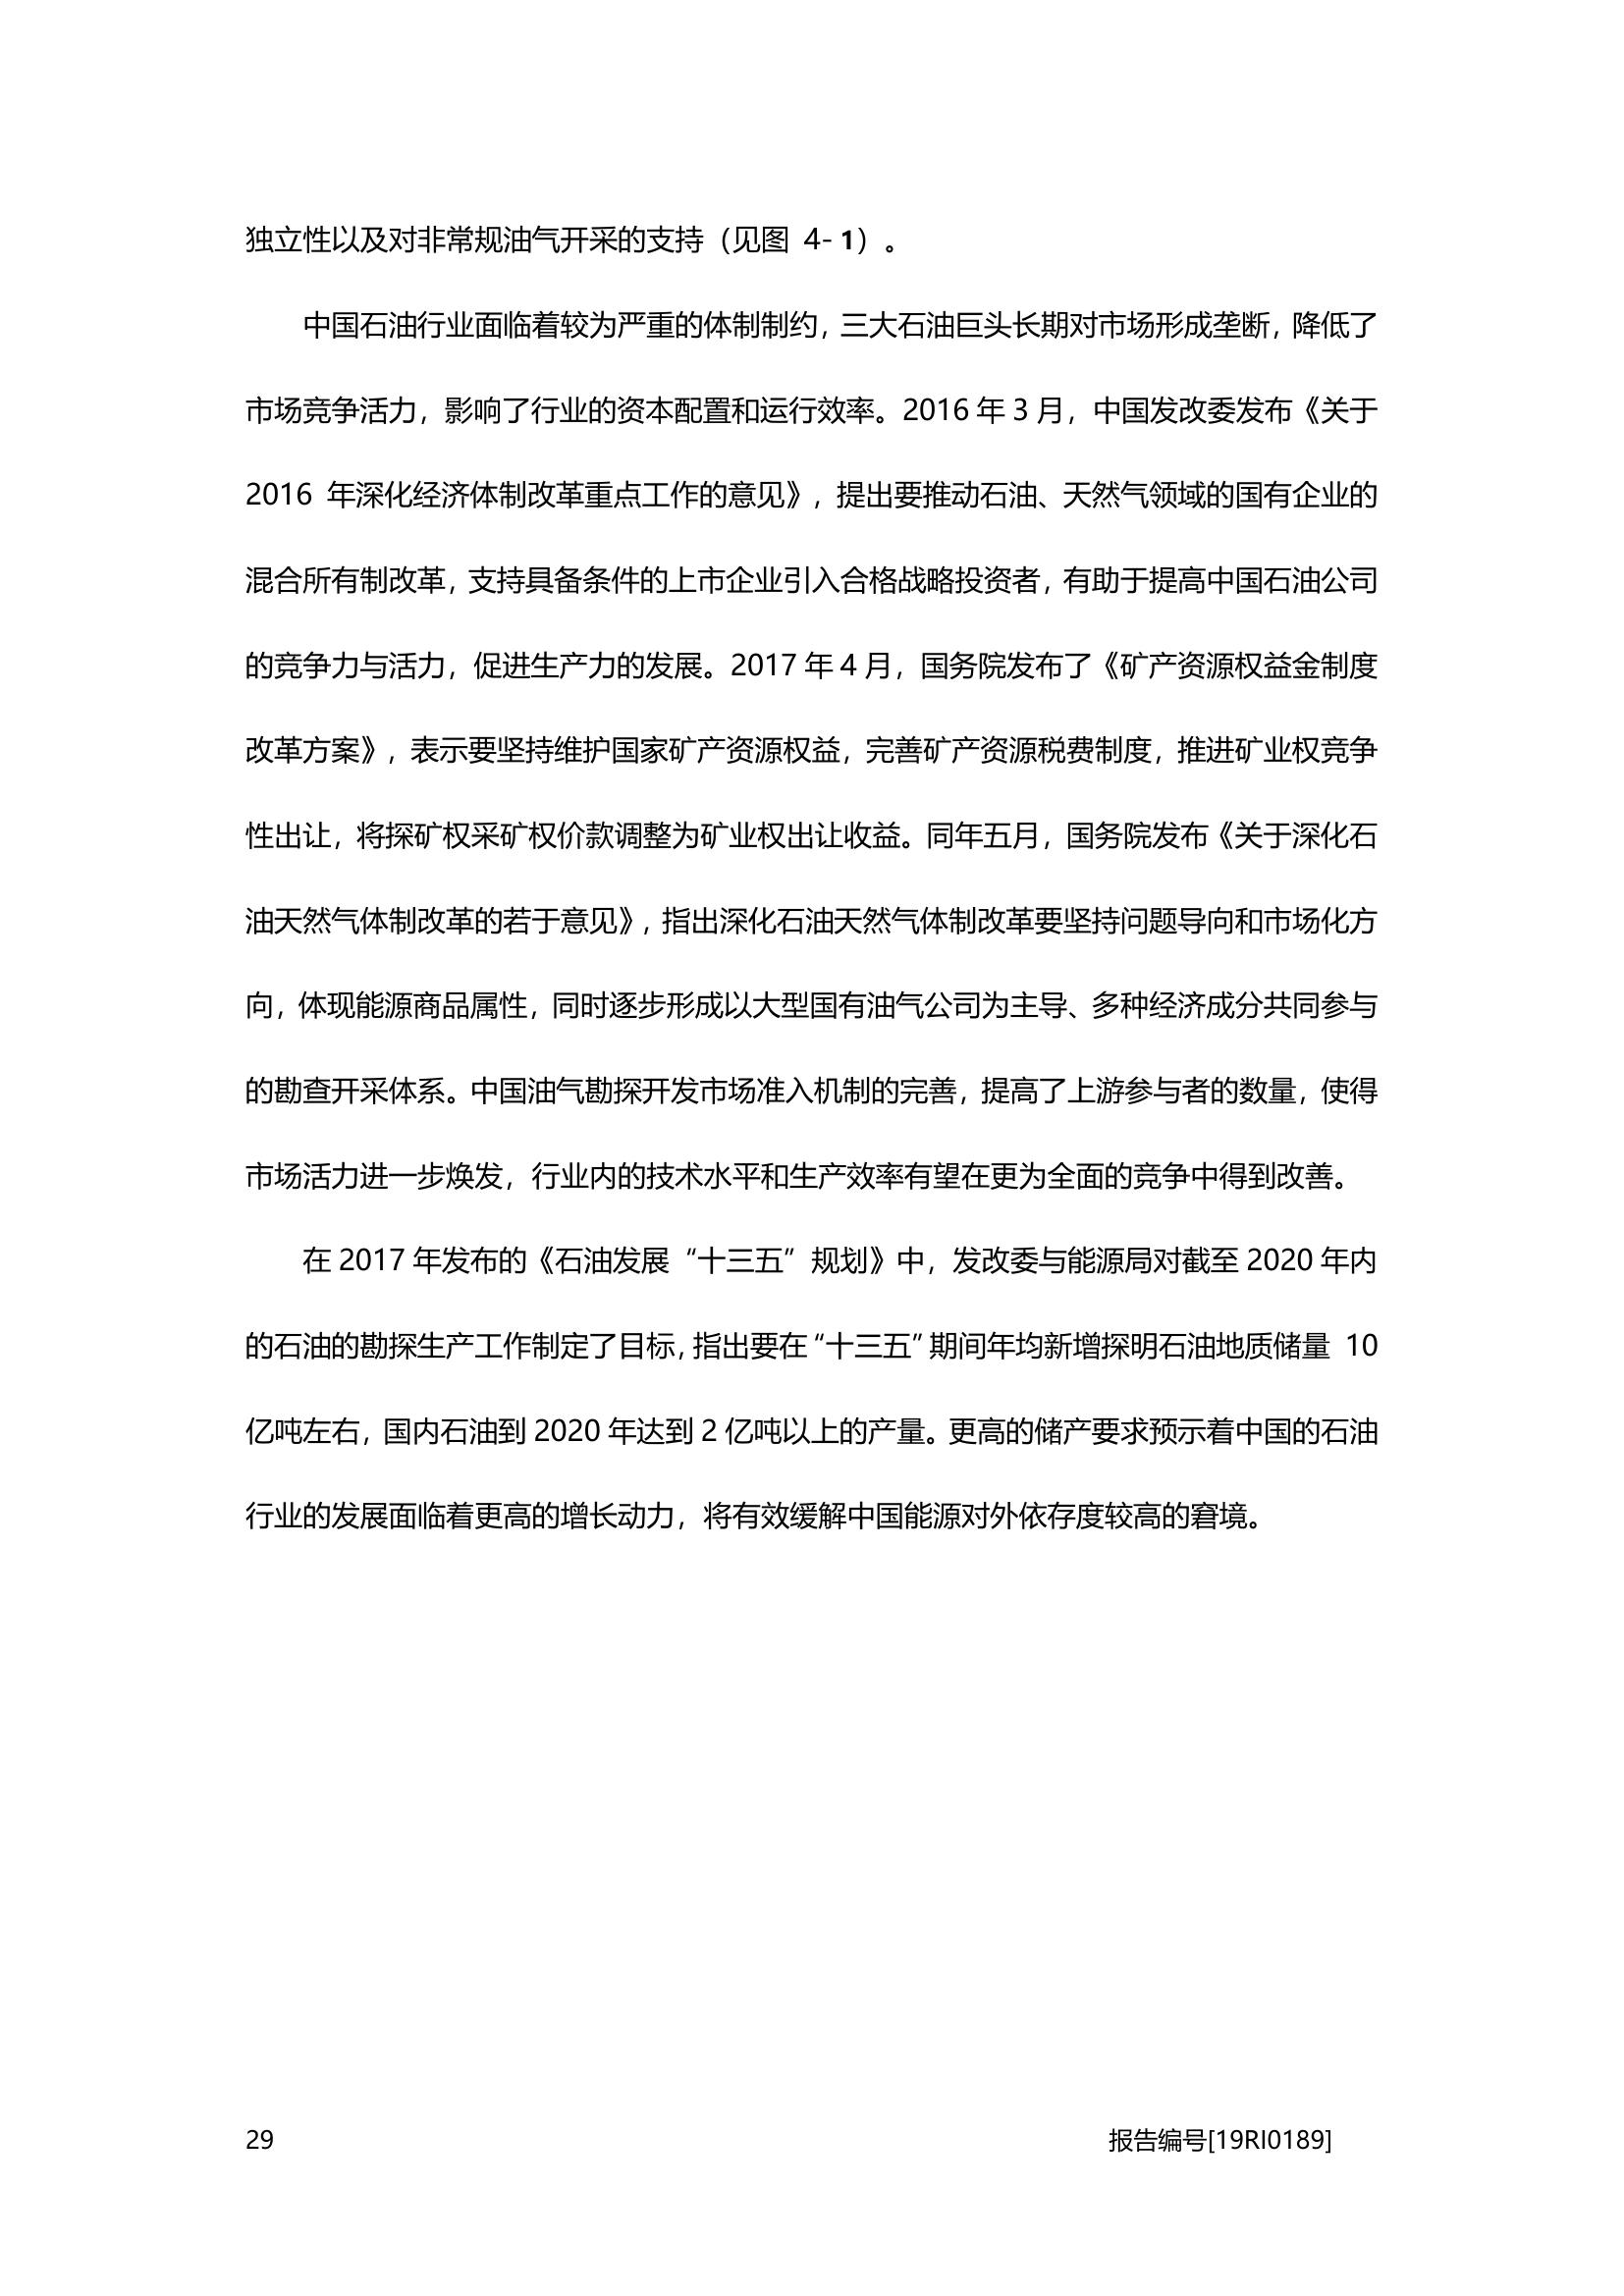 独立性以及对非常规油气开采的支持（见图 4- 1）。
中国石油行业面临着较为严重的体制制约，三大石油巨头长期对市场形成垄断，降低了
市场竞争活力，影响了行业的资本配置和运行效率。2016 年 3 月，中国发改委发布《关于
2016 年深化经济体制改革重点工作的意见》，提出要推动石油、天然气领域的国有企业的
混合所有制改革，支持具备条件的上市企业引入合格战略投资者，有助于提高中国石油公司
的竞争力与活力，促进生产力的发展。2017 年 4 月，国务院发布了《矿产资源权益金制度
改革方案》，表示要坚持维护国家矿产资源权益，完善矿产资源税费制度，推进矿业权竞争
性出让，将探矿权采矿权价款调整为矿业权出让收益。同年五月，国务院发布《关于深化石
油天然气体制改革的若干意见》，指出深化石油天然气体制改革要坚持问题导向和市场化方
向，体现能源商品属性，同时逐步形成以大型国有油气公司为主导、多种经济成分共同参与
的勘查开采体系。中国油气勘探开发市场准入机制的完善，提高了上游参与者的数量，使得
市场活力进一步焕发，行业内的技术水平和生产效率有望在更为全面的竞争中得到改善。
在 2017 年发布的《石油发展“十三五”规划》中，发改委与能源局对截至 2020 年内
的石油的勘探生产工作制定了目标，指出要在“十三五”期间年均新增探明石油地质储量 10
亿吨左右，国内石油到 2020 年达到 2 亿吨以上的产量。更高的储产要求预示着中国的石油
行业的发展面临着更高的增长动力，将有效缓解中国能源对外依存度较高的窘境。
29 报告编号[19RI0189]